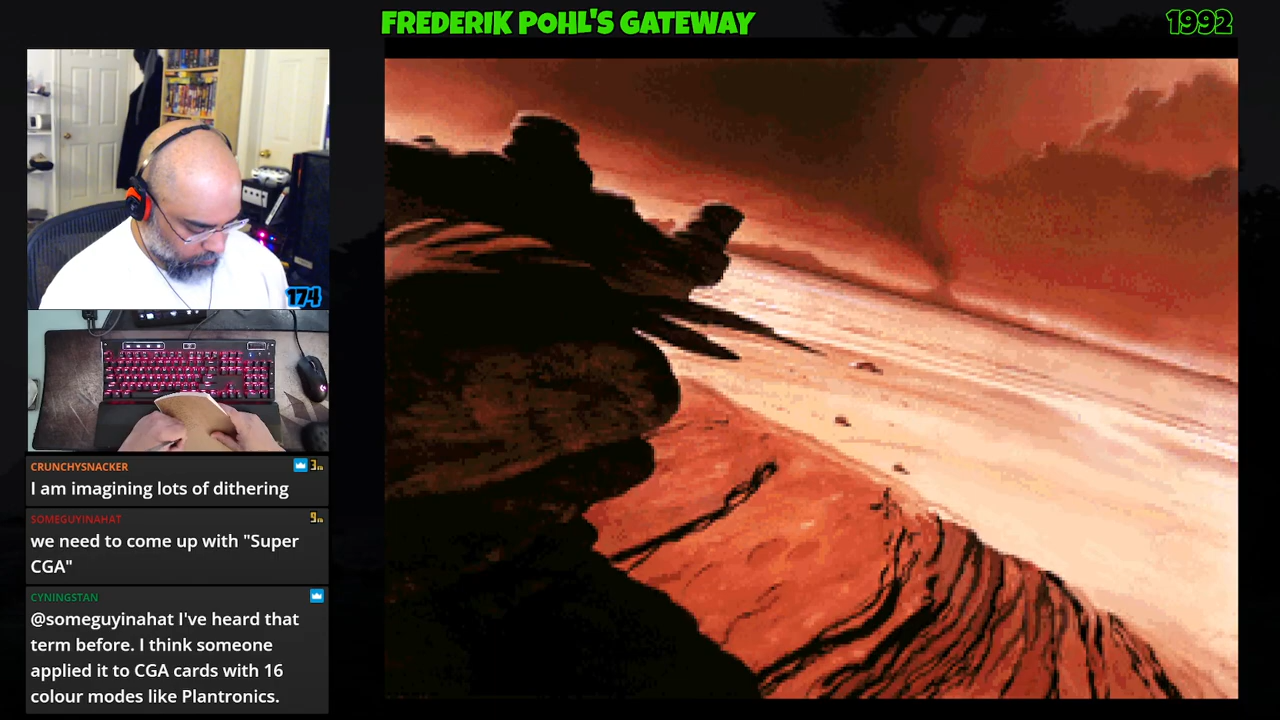 FREDERIK POHL'S GATEWAY
1992
174
CRUNCHYSNACKER
3m
I am imagining lots of dithering
SOMEGUYINAHAT
9m
we need to come up with "Super
CGA"
CYNINGSTAN
@someguyinahat I've heard that
term before. I think someone
applied it to CGA cards with 16
colour modes like Plantronics.